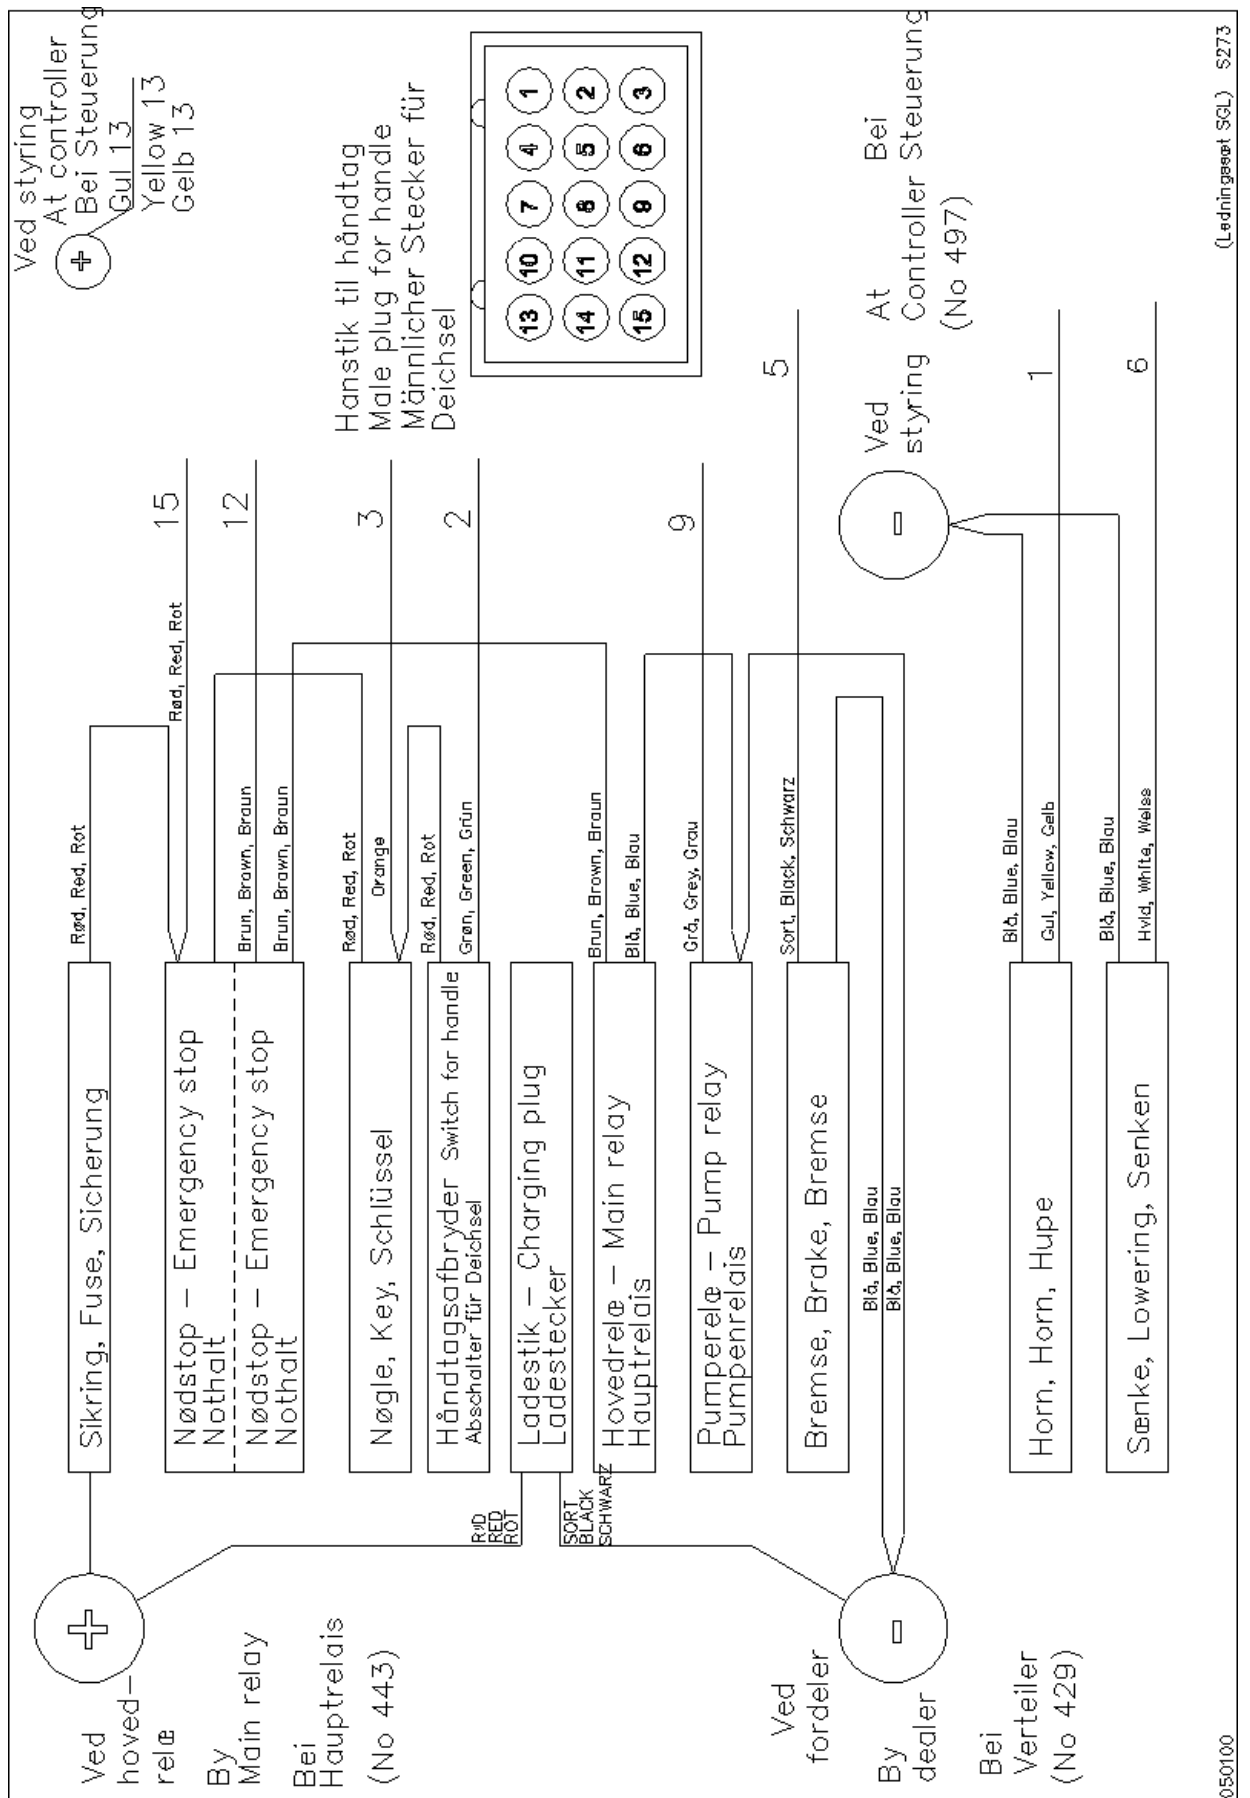 Ved styring
At controller
Bei Steuerung
Gul 13
Yellow 13
Gelb 13
+
Hanstik til håndtag
Male plug for handle
Männlicher Stecker für
Deichsel
1 2 3
4 5 6
7 8 9
10 11 12
13 14 15
Ved
hoved-
relæ
By
Main relay
Bei
Hauptrelais
(No 443)
+
Sikring, Fuse, Sicherung
Rød, Red, Rot
Rød, Red, Rot
15
Nødstop - Emergency stop
Nothalt
Nødstop - Emergency stop
Nothalt
Brun, Brown, Braun
12
Brun, Brown, Braun
Nøgle, Key, Schlüssel
Rød, Red, Rot
Orange
3
Håndtagsafbryder Switch for handle
Abschalter für Deichsel
Rød, Red, Rot
Grøn, Green, Grün
2
Ladestik - Charging plug
Ladestecker
RØD
RED
ROT
SORT
BLACK
SCHWARZ
Hovedrelæ - Main relay
Hauptrelais
Brun, Brown, Braun
Blå, Blue, Blau
Pumperelæ - Pump relay
Pumpenrelais
Grå, Grey, Grau
9
Bremse, Brake, Bremse
Sort, Black, Schwarz
5
Blå, Blue, Blau
Blå, Blue, Blau
Ved
fordeler
By
dealer
Bei
Verteiler
(No 429)
-
Ved
styring
At
Controller
Bei
Steuerung
(No 497)
-
Horn, Horn, Hupe
Blå, Blue, Blau
Gul, Yellow, Gelb
1
Sænke, Lowering, Senken
Blå, Blue, Blau
Hvid, White, Weiss
6
050100
(Ledningssæt SGL) S273